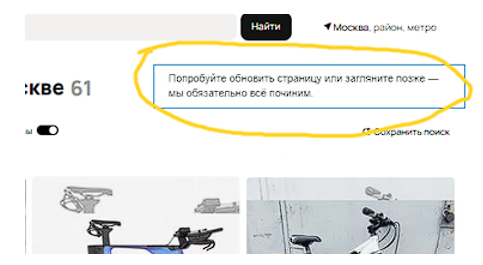 Найти
Москва, район, метро
Попробуйте обновить страницу или загляните позже —
мы обязательно всё починим.
скве 61
ы
Сохранить поиск